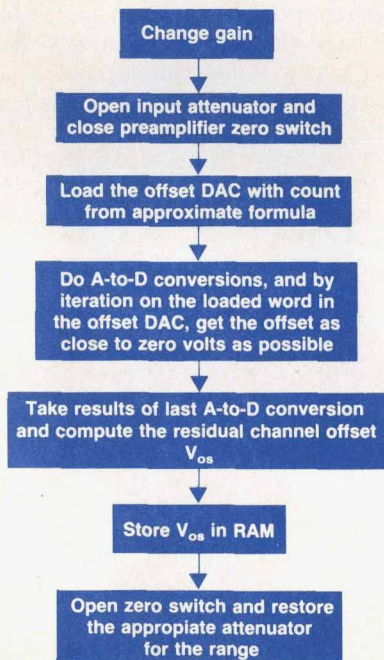 Change gain
Open input attenuator and
close preamplifier zero switch
Load the offset DAC with count
from approximate formula
Do A-to-D conversions, and by
iteration on the loaded word in
the offset DAC, get the offset as
close to zero volts as possible
Take results of last A-to-D conversion
and compute the residual channel offset
Vos
Store Vos in RAM
Open zero switch and restore
the appropiate attenuator
for the range